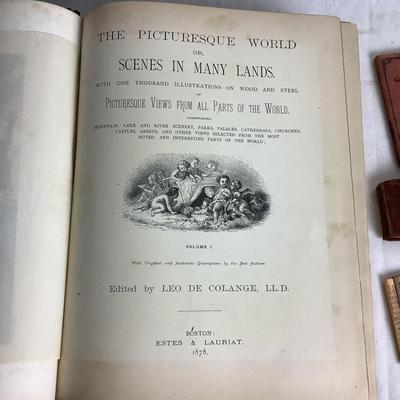 THE PICTURESQUE WORLD
OR,
SCENES IN MANY LANDS.
WITH ONE THOUSAND ILLUSTRATIONS ON WOOD AND STEEL
OF
PICTURESQUE VIEWS FROM ALL PARTS OF THE WORLD.
COMPRISING
MOUNTAIN, LAKE AND RIVER SCENERY, PARKS, PALACES, CATHEDRALS, CHURCHES,
CASTLES, ABBEYS, AND OTHER VIEWS SELECTED FROM THE MOST
NOTED AND INTERESTING PARTS OF THE WORLD;
VOLUME I.
With Original and Authentic Descriptions by the Best Authors.
Edited by LEO DE COLANGE, LL.D.
BOSTON:
ESTES & LAURIAT.
1878.